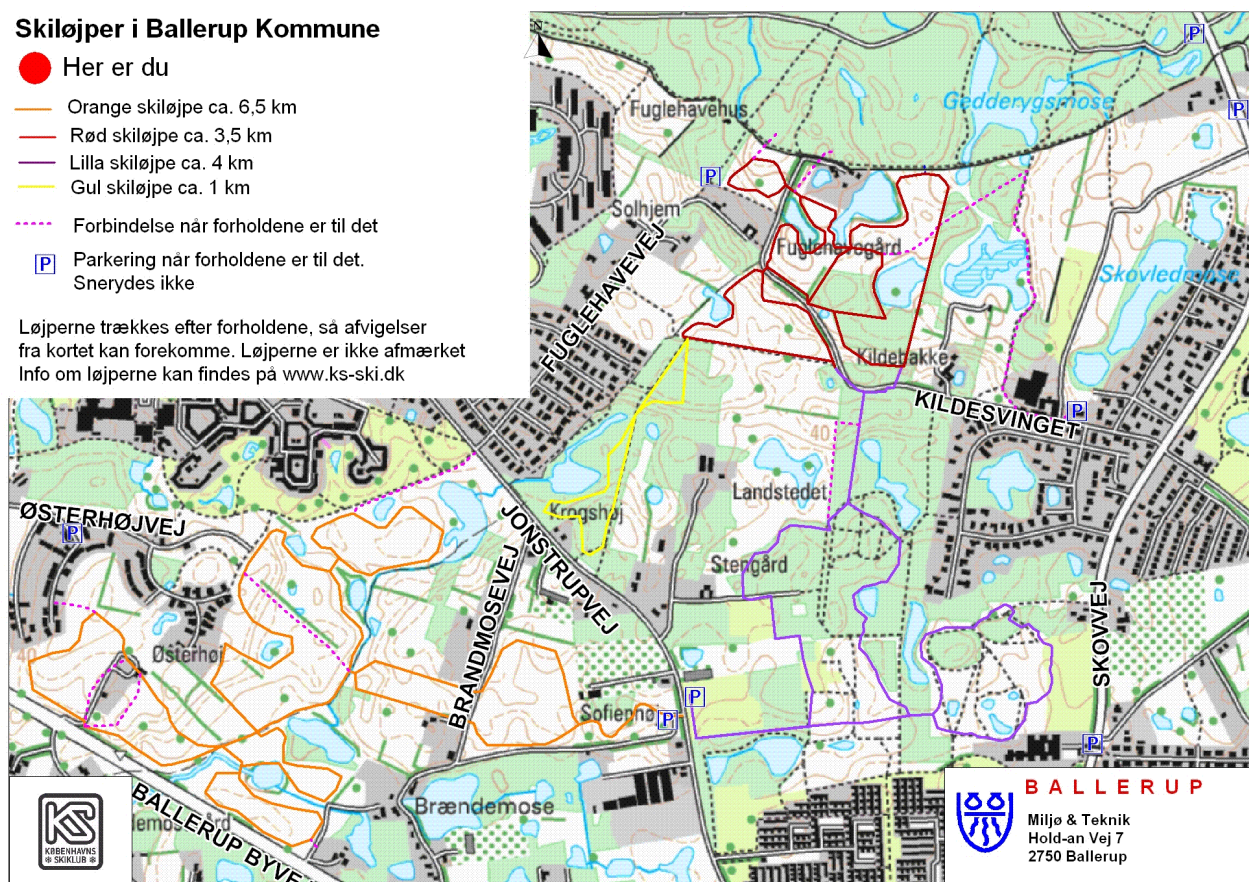 Skiløjper i Ballerup Kommune
Her er du
Orange skiløjpe ca. 6,5 km
Rød skiløjpe ca. 3,5 km
Lilla skiløjpe ca. 4 km
Gul skiløjpe ca. 1 km
Forbindelse når forholdene er til det
P
Parkering når forholdene er til det.
Snerydes ikke
Løjperne trækkes efter forholdene, så afvigelser
fra kortet kan forekomme. Løjperne er ikke afmærket
Info om løjperne kan findes på www.ks-ski.dk
N
P
Fuglehavehus
Gedderygsmose
P
P
Solhjem
Fuglehavegård
Skovledmose
FUGLEHAVEVEJ
Kildebakke
KILDESVINGET
P
40
Landstedet
ØSTERHØJVEJ
P
Krogshøj
JONSTRUPVEJ
Stengård
BRANDMOSEVEJ
SKOVVEJ
40
Østerhøj
Sofienhø
P
P
P
BALLERUP BYVE
Brændemose
KS
KØBENHAVNS
SKIKLUB
BALLERUP
Miljø & Teknik
Hold-an Vej 7
2750 Ballerup